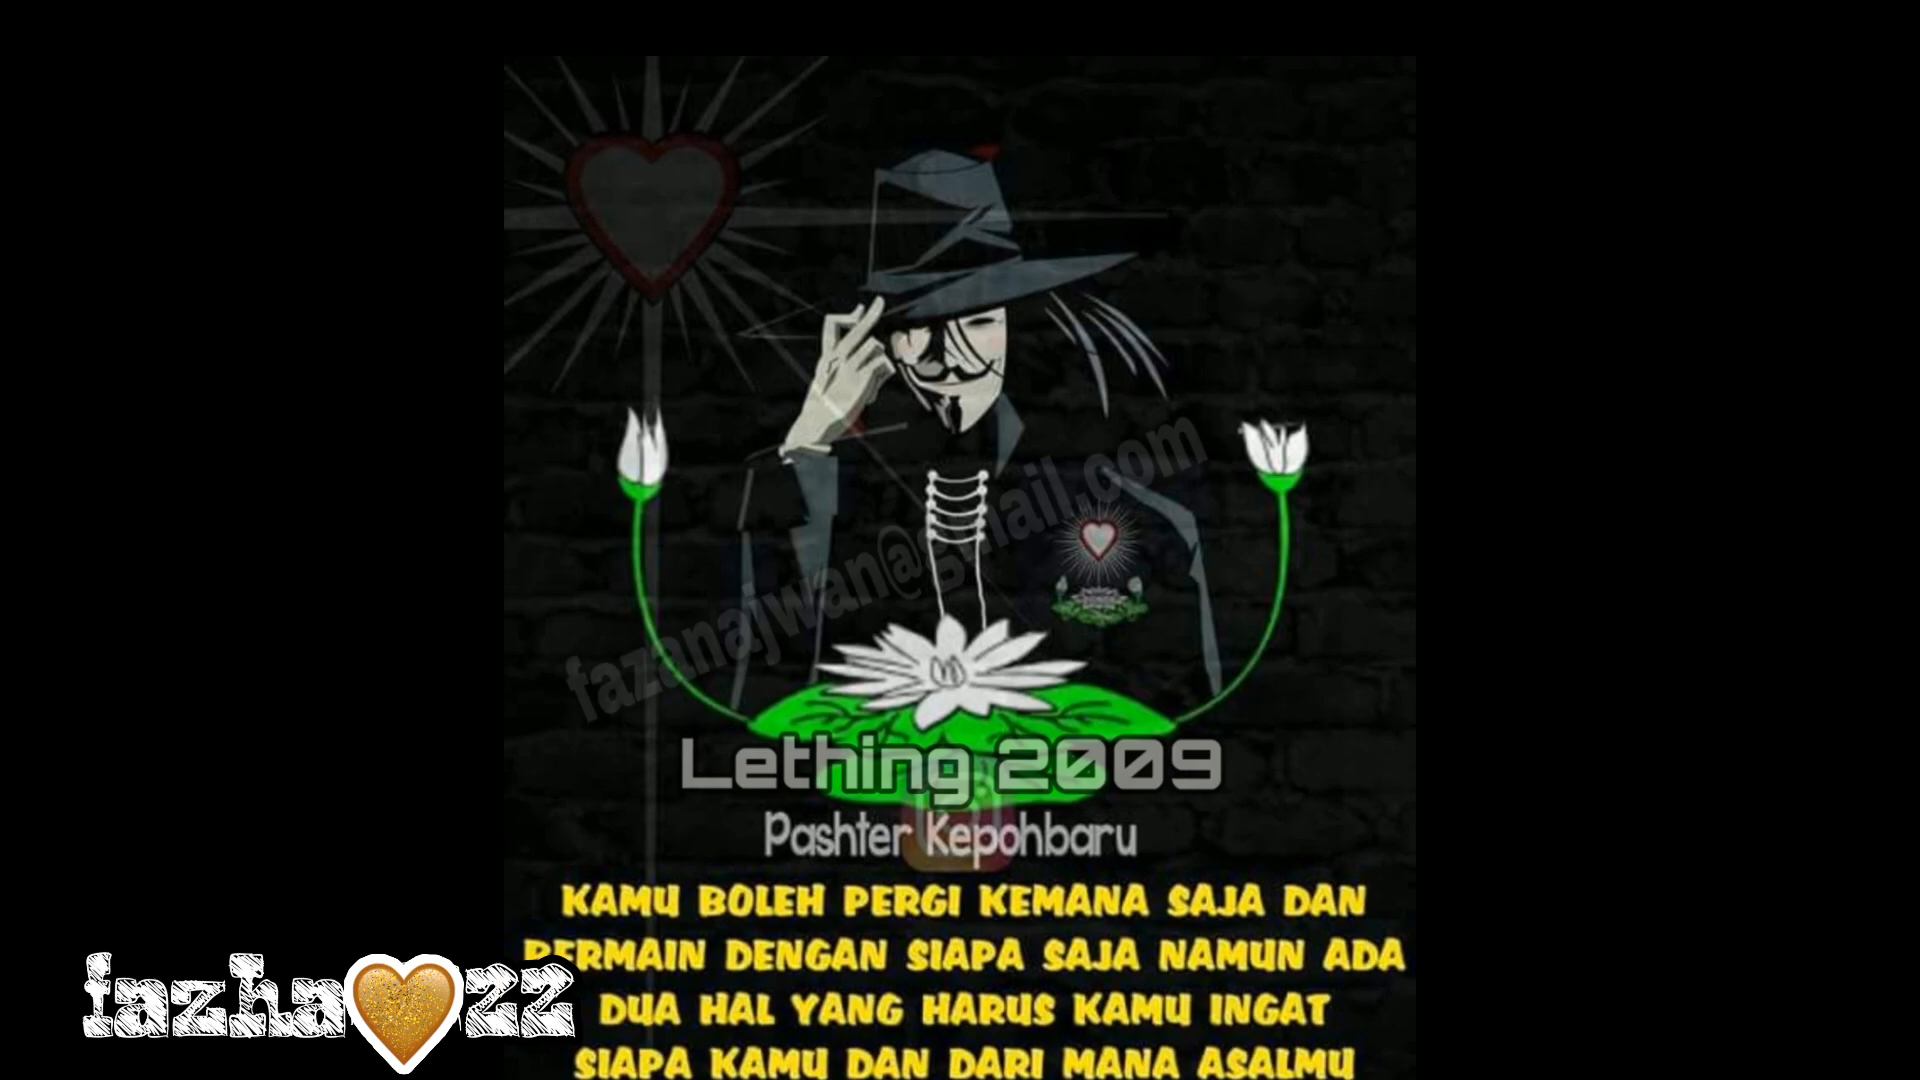 fazanajwan@gmail.com
Lething 2009
Pashter Kepohbaru
KAMU BOLEH PERGI KEMANA SAJA DAN
BERMAIN DENGAN SIAPA SAJA NAMUN ADA
DUA HAL YANG HARUS KAMU INGAT
SIAPA KAMU DAN DARI MANA ASALMU
fazha 22